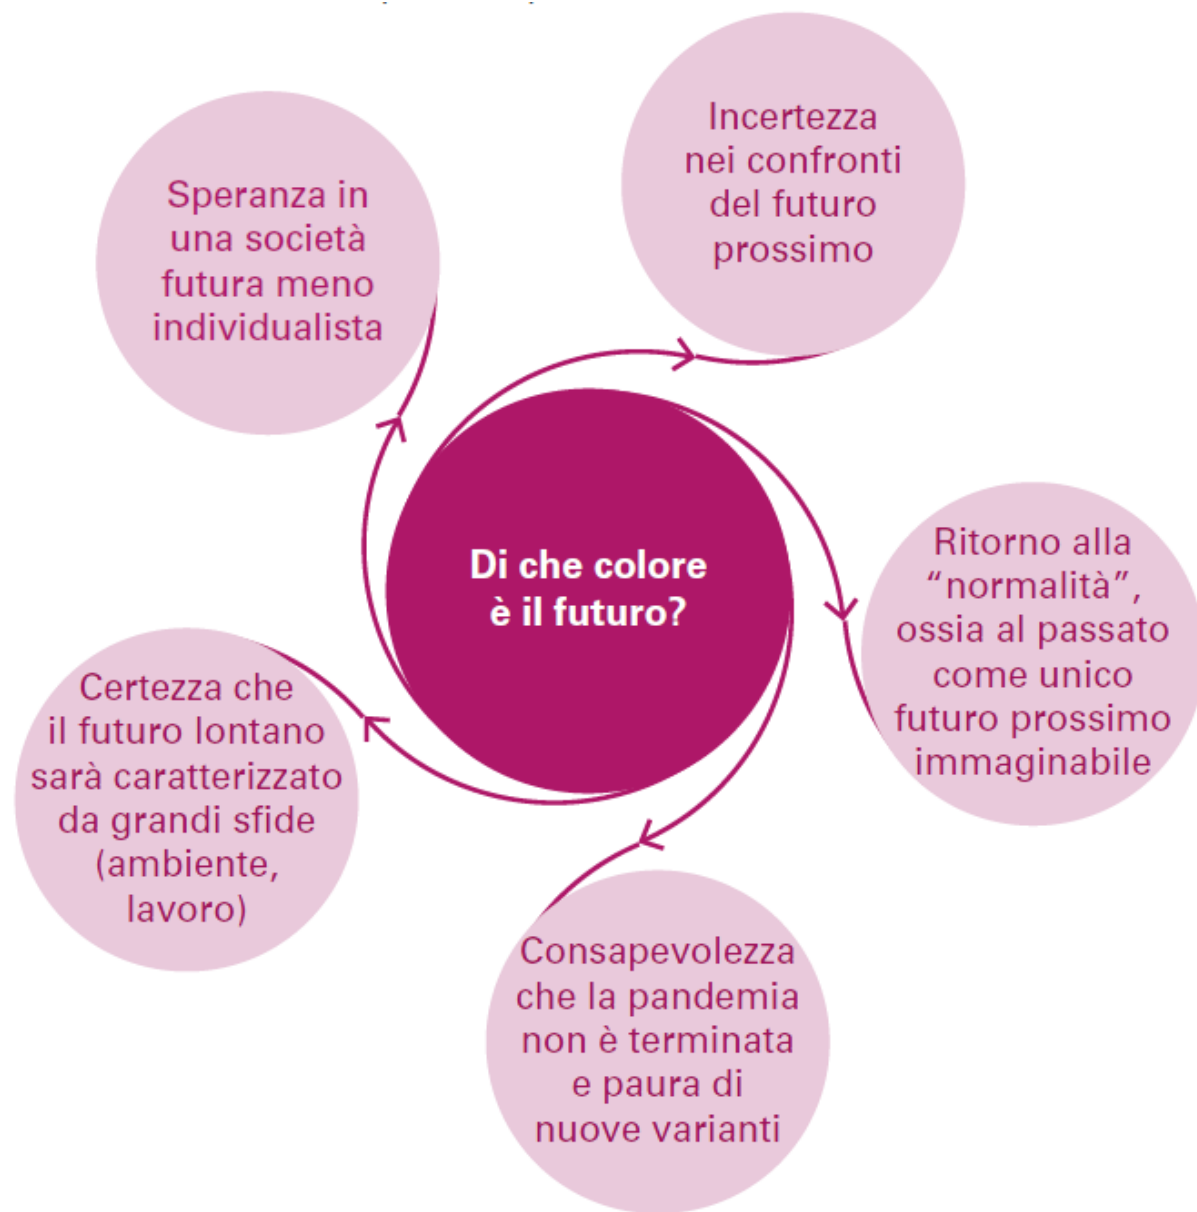 Speranza in
una società
futura meno
individualista
Incertezza
nei confronti
del futuro
prossimo
Di che colore
è il futuro?
Ritorno alla
“normalità”,
ossia al passato
come unico
futuro prossimo
immaginabile
Certezza che
il futuro lontano
sarà caratterizzato
da grandi sfide
(ambiente,
lavoro)
Consapevolezza
che la pandemia
non è terminata
e paura di
nuove varianti